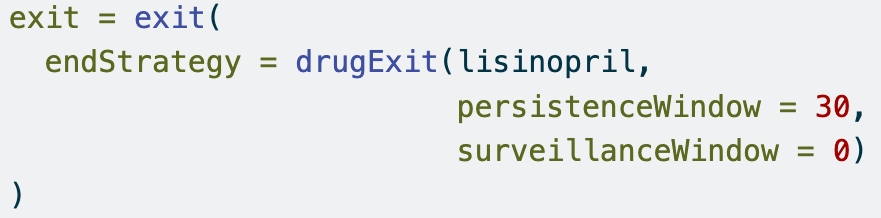 exit = exit(
  endStrategy = drugExit(lisinopril,
                         persistenceWindow = 30,
                         surveillanceWindow = 0)
)